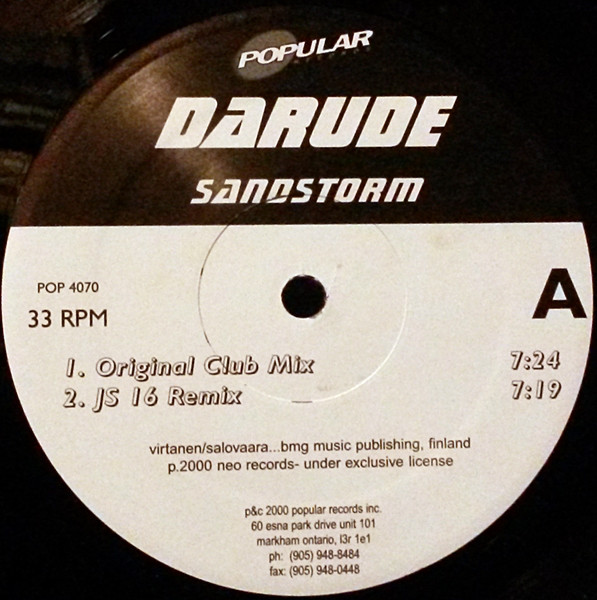 POPULAR
DARUDE
SANDSTORM
A
POP 4070
33 RPM
1. Original Club Mix 7:24
2. JS 16 Remix 7:19
virtanen/salovaara...bmg music publishing, finland
p.2000 neo records- under exclusive license
p&c 2000 popular records inc.
60 esna park drive unit 101
markham ontario, l3r 1e1
ph: (905) 948-8484
fax: (905) 948-0448